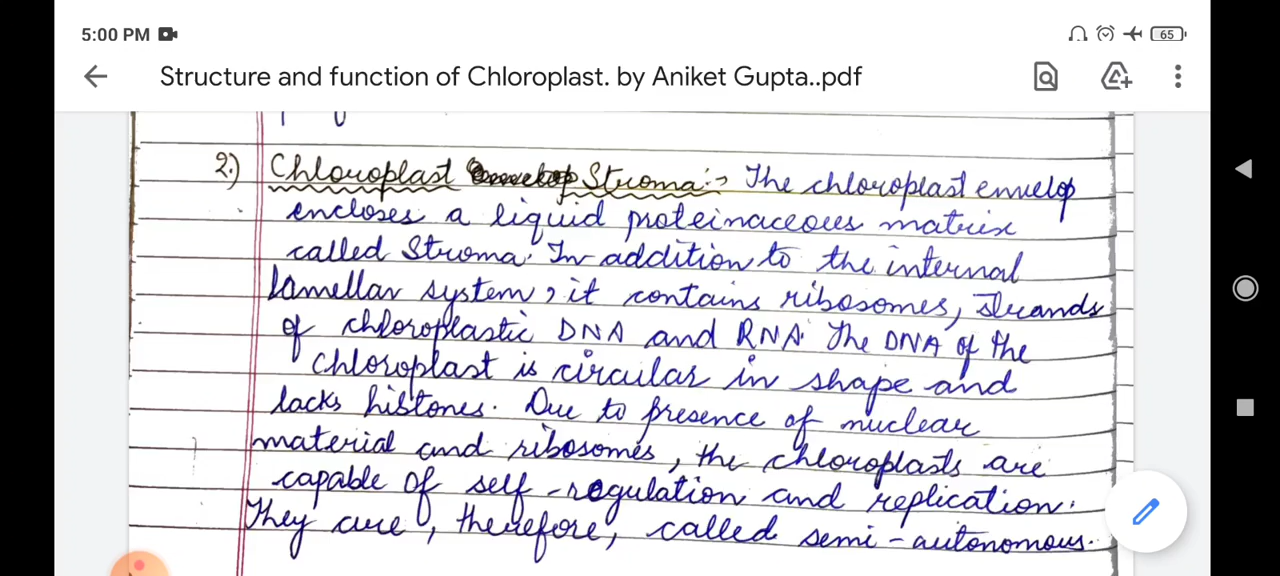 5:00 PM 65
Structure and function of Chloroplast. by Aniket Gupta..pdf
2.) Chloroplast Stroma :- The chloroplast envelop
encloses a liquid proteinaceous matrix
called Stroma. In addition to the internal
lamellar system, it contains ribosomes, strands
of chloroplastic DNA and RNA. The DNA of the
chloroplast is circular in shape and
lacks histones. Due to presence of nuclear
material and ribosomes, the chloroplasts are
capable of self-regulation and replication.
They are, therefore, called semi-autonomous.